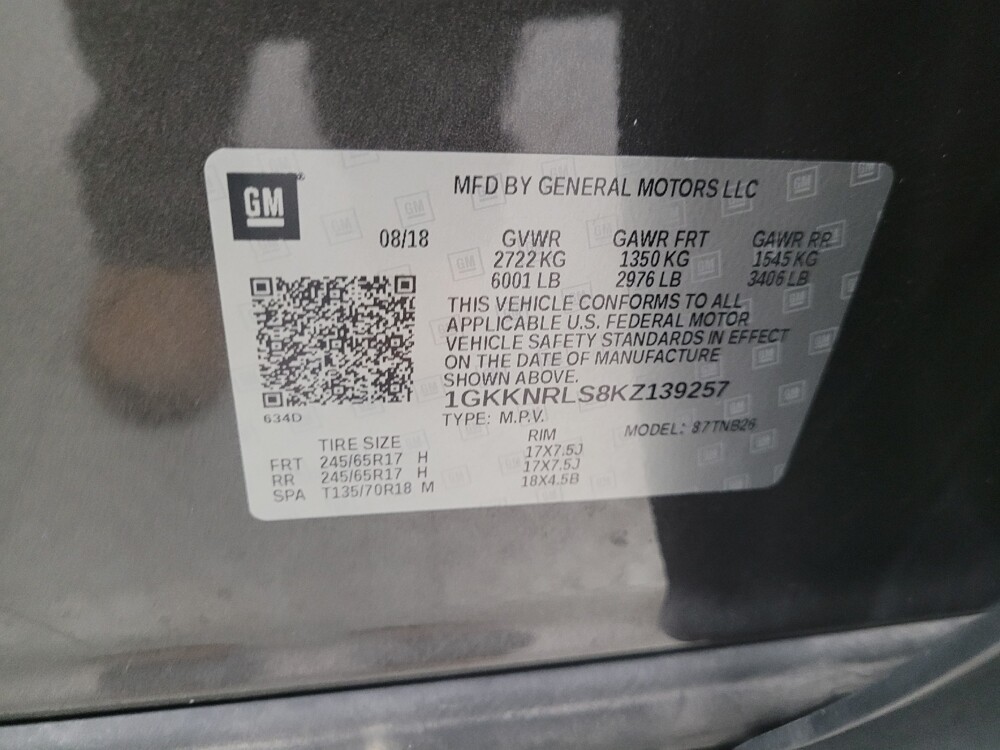 GM
MFD BY GENERAL MOTORS LLC
08/18 GVWR GAWR FRT GAWR RR
2722 KG 1350 KG 1545 KG
6001 LB 2976 LB 3406 LB
THIS VEHICLE CONFORMS TO ALL
APPLICABLE U.S. FEDERAL MOTOR
VEHICLE SAFETY STANDARDS IN EFFECT
ON THE DATE OF MANUFACTURE
SHOWN ABOVE.
1GKKNRLS8KZ139257
634D
TYPE: M.P.V. MODEL: 87TNB26
TIRE SIZE RIM
FRT 245/65R17 H 17X7.5J
RR 245/65R17 H 17X7.5J
SPA T135/70R18 M 18X4.5B